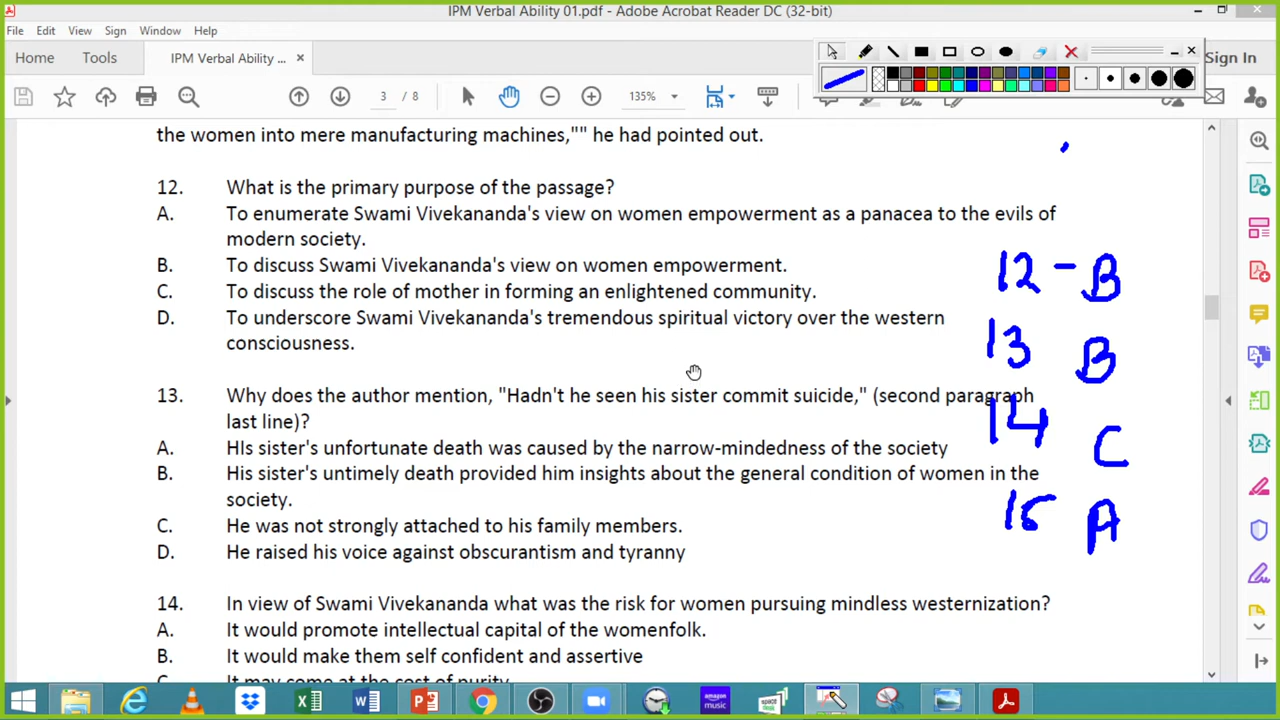 IPM Verbal Ability 01.pdf - Adobe Acrobat Reader DC (32-bit)
File Edit View Sign Window Help
Home Tools IPM Verbal Ability ... × Sign In
3 / 8 135%
the women into mere manufacturing machines,"" he had pointed out.
12. What is the primary purpose of the passage?
A. To enumerate Swami Vivekananda's view on women empowerment as a panacea to the evils of
modern society.
B. To discuss Swami Vivekananda's view on women empowerment.
12 - B
C. To discuss the role of mother in forming an enlightened community.
D. To underscore Swami Vivekananda's tremendous spiritual victory over the western
consciousness.
13 B
13. Why does the author mention, "Hadn't he seen his sister commit suicide," (second paragraph
last line)?
14 C
A. HIs sister's unfortunate death was caused by the narrow-mindedness of the society
B. His sister's untimely death provided him insights about the general condition of women in the
society.
15 A
C. He was not strongly attached to his family members.
D. He raised his voice against obscurantism and tyranny
14. In view of Swami Vivekananda what was the risk for women pursuing mindless westernization?
A. It would promote intellectual capital of the womenfolk.
B. It would make them self confident and assertive
C. It may come at the cost of purity
amazon music